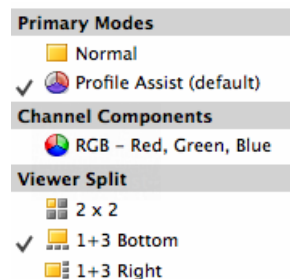 Primary Modes
Normal
Profile Assist (default)
Channel Components
RGB – Red, Green, Blue
Viewer Split
2 x 2
1+3 Bottom
1+3 Right